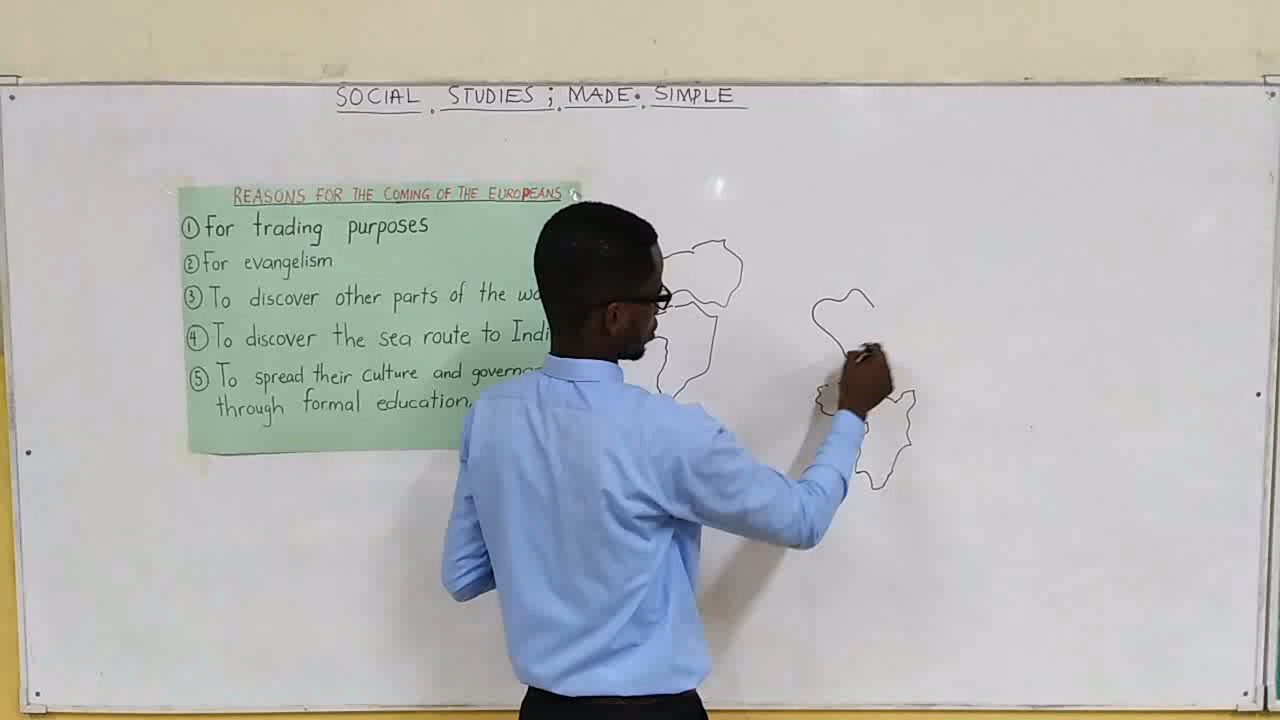 SOCIAL STUDIES; MADE SIMPLE
REASONS FOR THE COMING OF THE EUROPEANS
① For trading purposes
② For evangelism
③ To discover other parts of the
④ To discover the sea route to
⑤ To spread their culture and
through formal education.